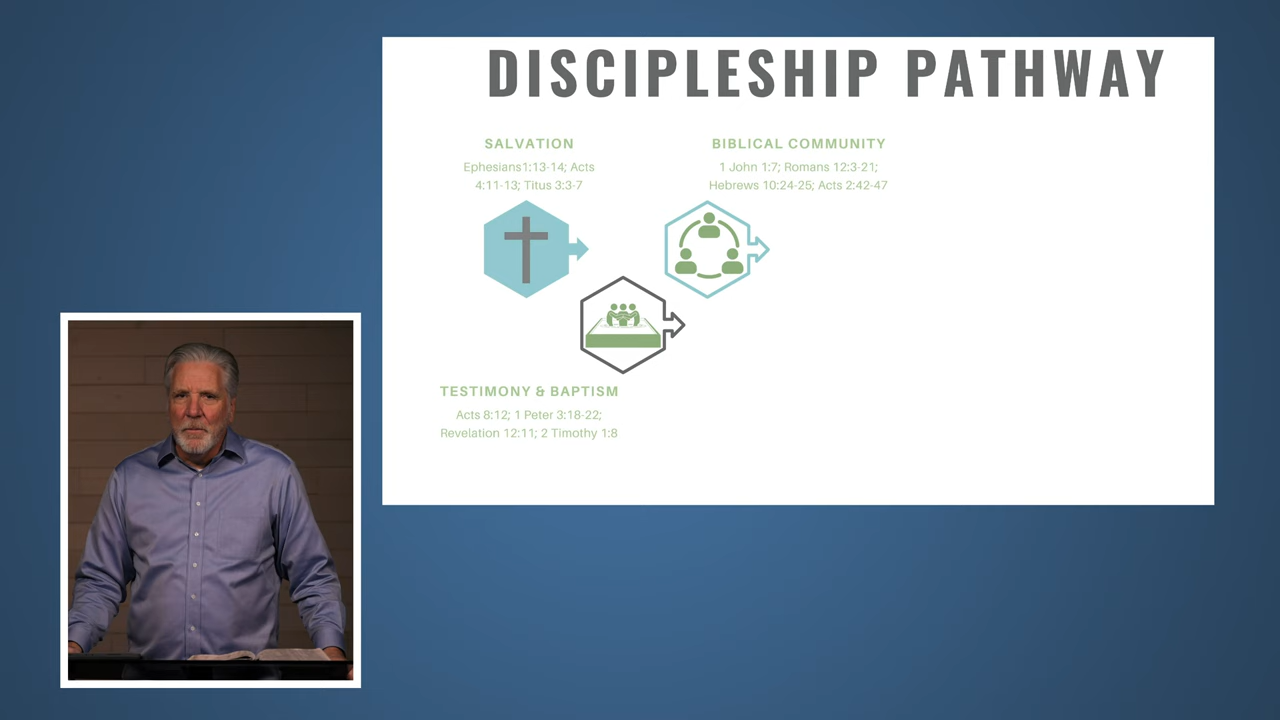 DISCIPLESHIP PATHWAY
SALVATION
Ephesians1:13-14; Acts
4:11-13; Titus 3:3-7
BIBLICAL COMMUNITY
1 John 1:7; Romans 12:3-21;
Hebrews 10:24-25; Acts 2:42-47
TESTIMONY & BAPTISM
Acts 8:12; 1 Peter 3:18-22;
Revelation 12:11; 2 Timothy 1:8